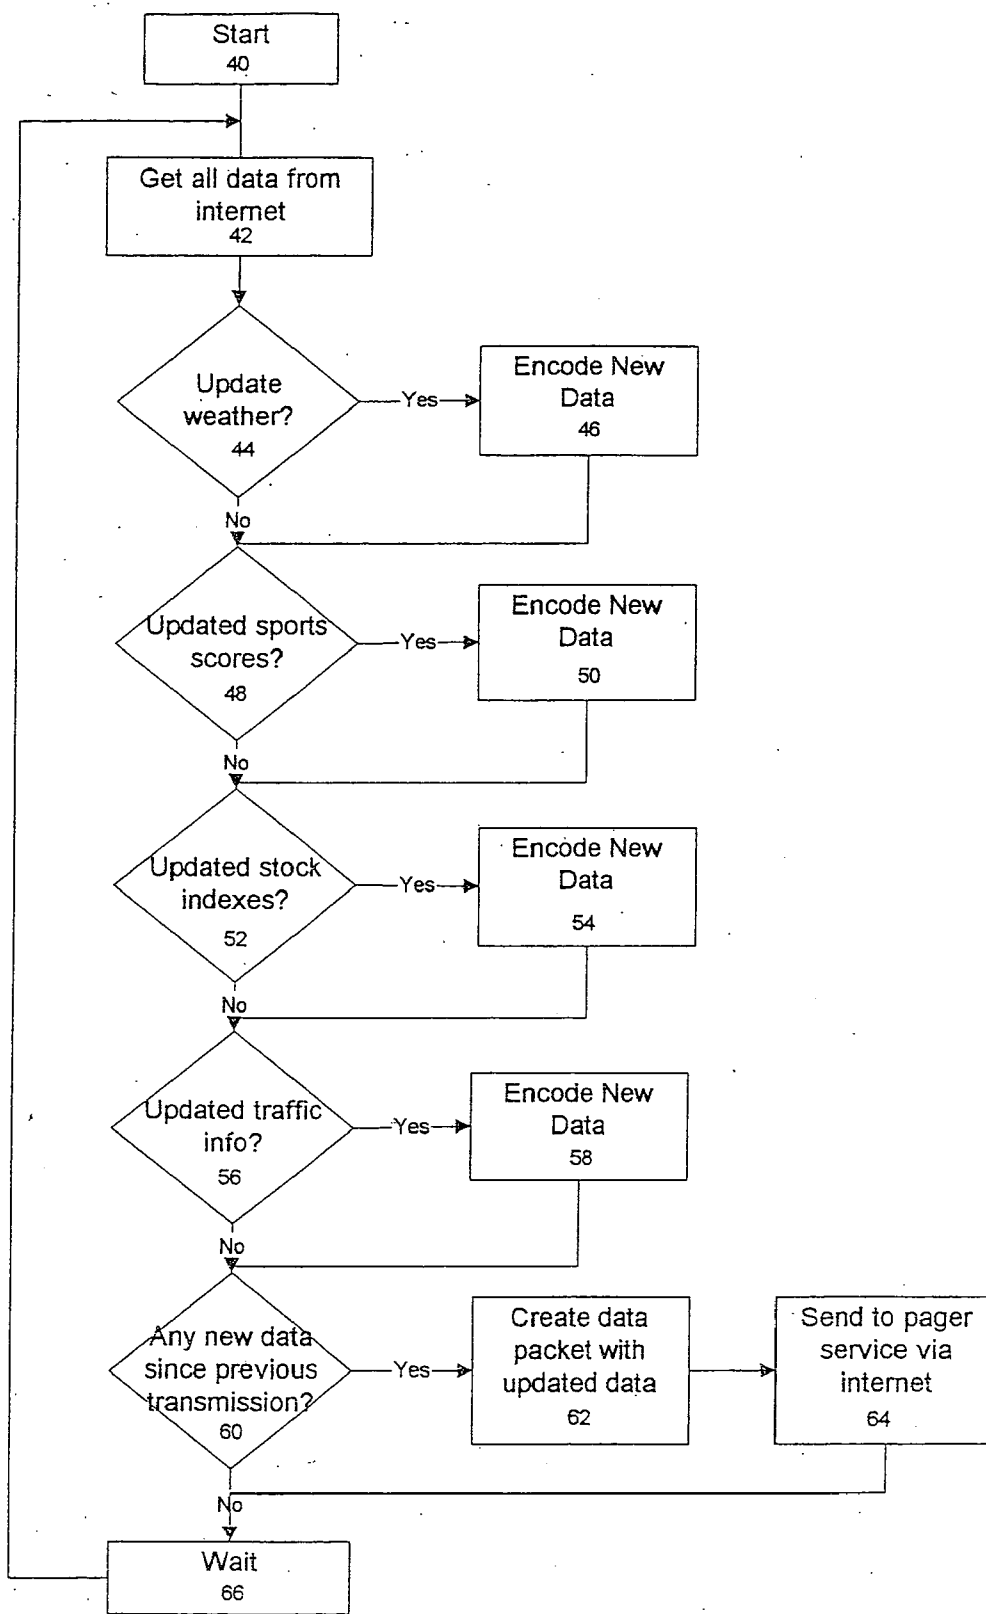 Start
40
Get all data from
internet
42
Update
weather?
44
Yes
Encode New
Data
46
No
Updated sports
scores?
48
Yes
Encode New
Data
50
No
Updated stock
indexes?
52
Yes
Encode New
Data
54
No
Updated traffic
info?
56
Yes
Encode New
Data
58
No
Any new data
since previous
transmission?
60
Yes
Create data
packet with
updated data
62
Send to pager
service via
internet
64
No
Wait
66